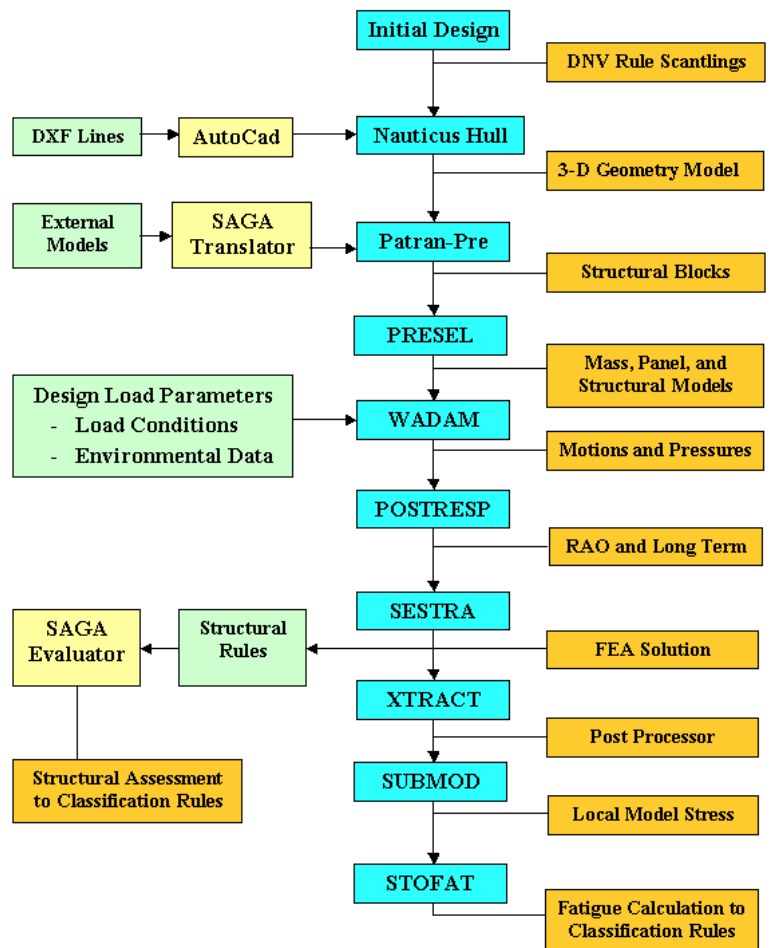 Initial Design
DNV Rule Scantlings
DXF Lines
AutoCad
Nauticus Hull
3-D Geometry Model
External
Models
SAGA
Translator
Patran-Pre
Structural Blocks
PRESEL
Mass, Panel, and
Structural Models
Design Load Parameters
- Load Conditions
- Environmental Data
WADAM
Motions and Pressures
POSTRESP
RAO and Long Term
SESTRA
SAGA
Evaluator
Structural
Rules
FEA Solution
XTRACT
Post Processor
Structural Assessment
to Classification Rules
SUBMOD
Local Model Stress
STOFAT
Fatigue Calculation to
Classification Rules